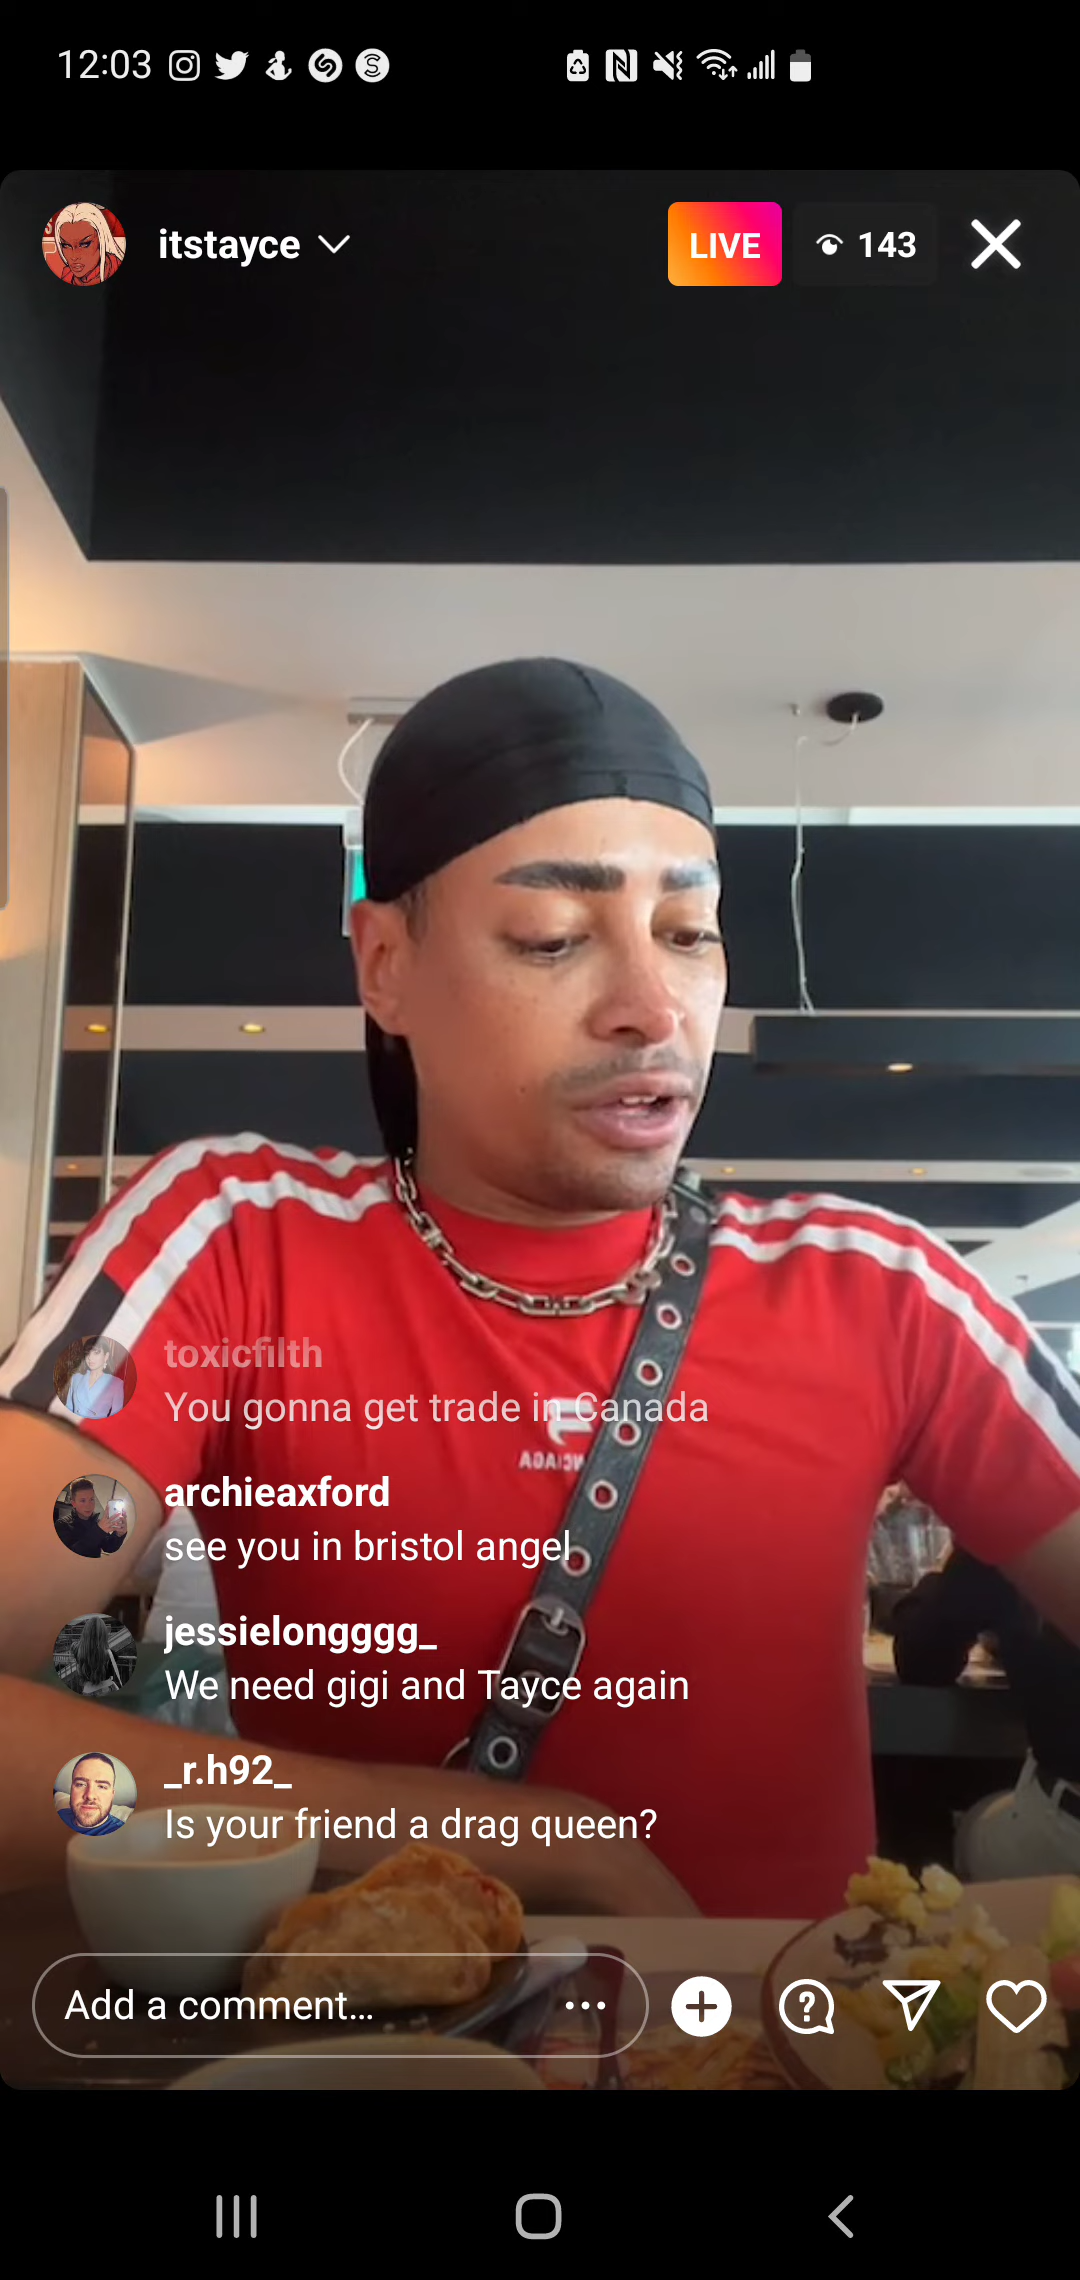 12:03
itstayce
LIVE
143
toxicfilth
You gonna get trade in Canada
archieaxford
see you in bristol angel
jessielongggg_
We need gigi and Tayce again
_r.h92_
Is your friend a drag queen?
Add a comment...